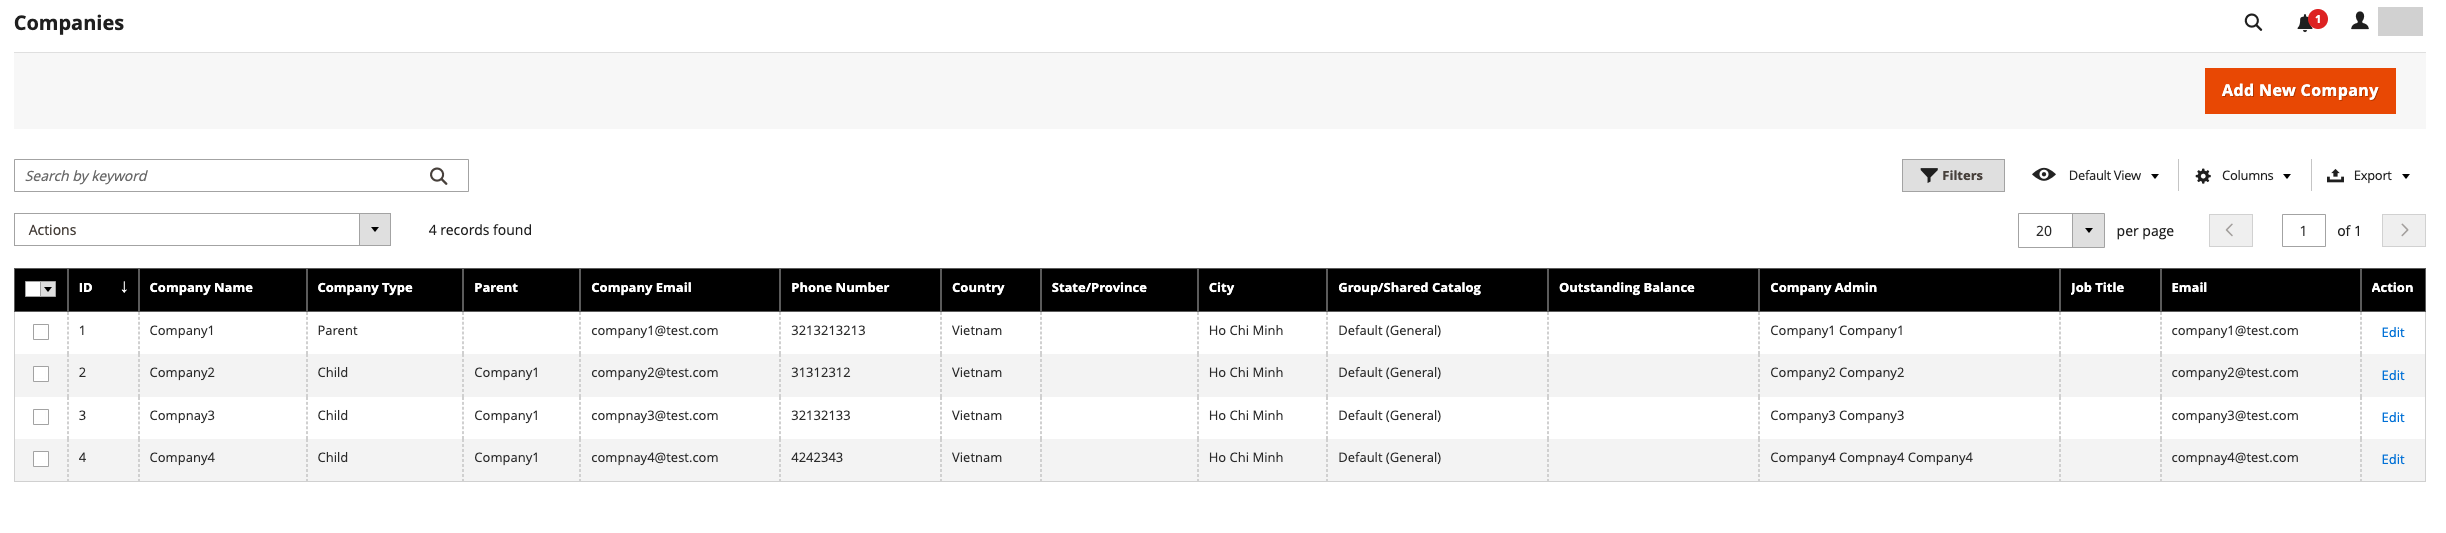 Companies
1
Add New Company
Search by keyword
Filters Default View Columns Export
Actions 4 records found 20 per page 1 of 1
ID ↓ Company Name Company Type Parent Company Email Phone Number Country State/Province City Group/Shared Catalog Outstanding Balance Company Admin Job Title Email Action
1 Company1 Parent company1@test.com 3213213213 Vietnam Ho Chi Minh Default (General) Company1 Company1 company1@test.com Edit
2 Company2 Child Company1 company2@test.com 31312312 Vietnam Ho Chi Minh Default (General) Company2 Company2 company2@test.com Edit
3 Compnay3 Child Company1 compnay3@test.com 32132133 Vietnam Ho Chi Minh Default (General) Company3 Company3 company3@test.com Edit
4 Company4 Child Company1 compnay4@test.com 4242343 Vietnam Ho Chi Minh Default (General) Company4 Compnay4 Company4 compnay4@test.com Edit